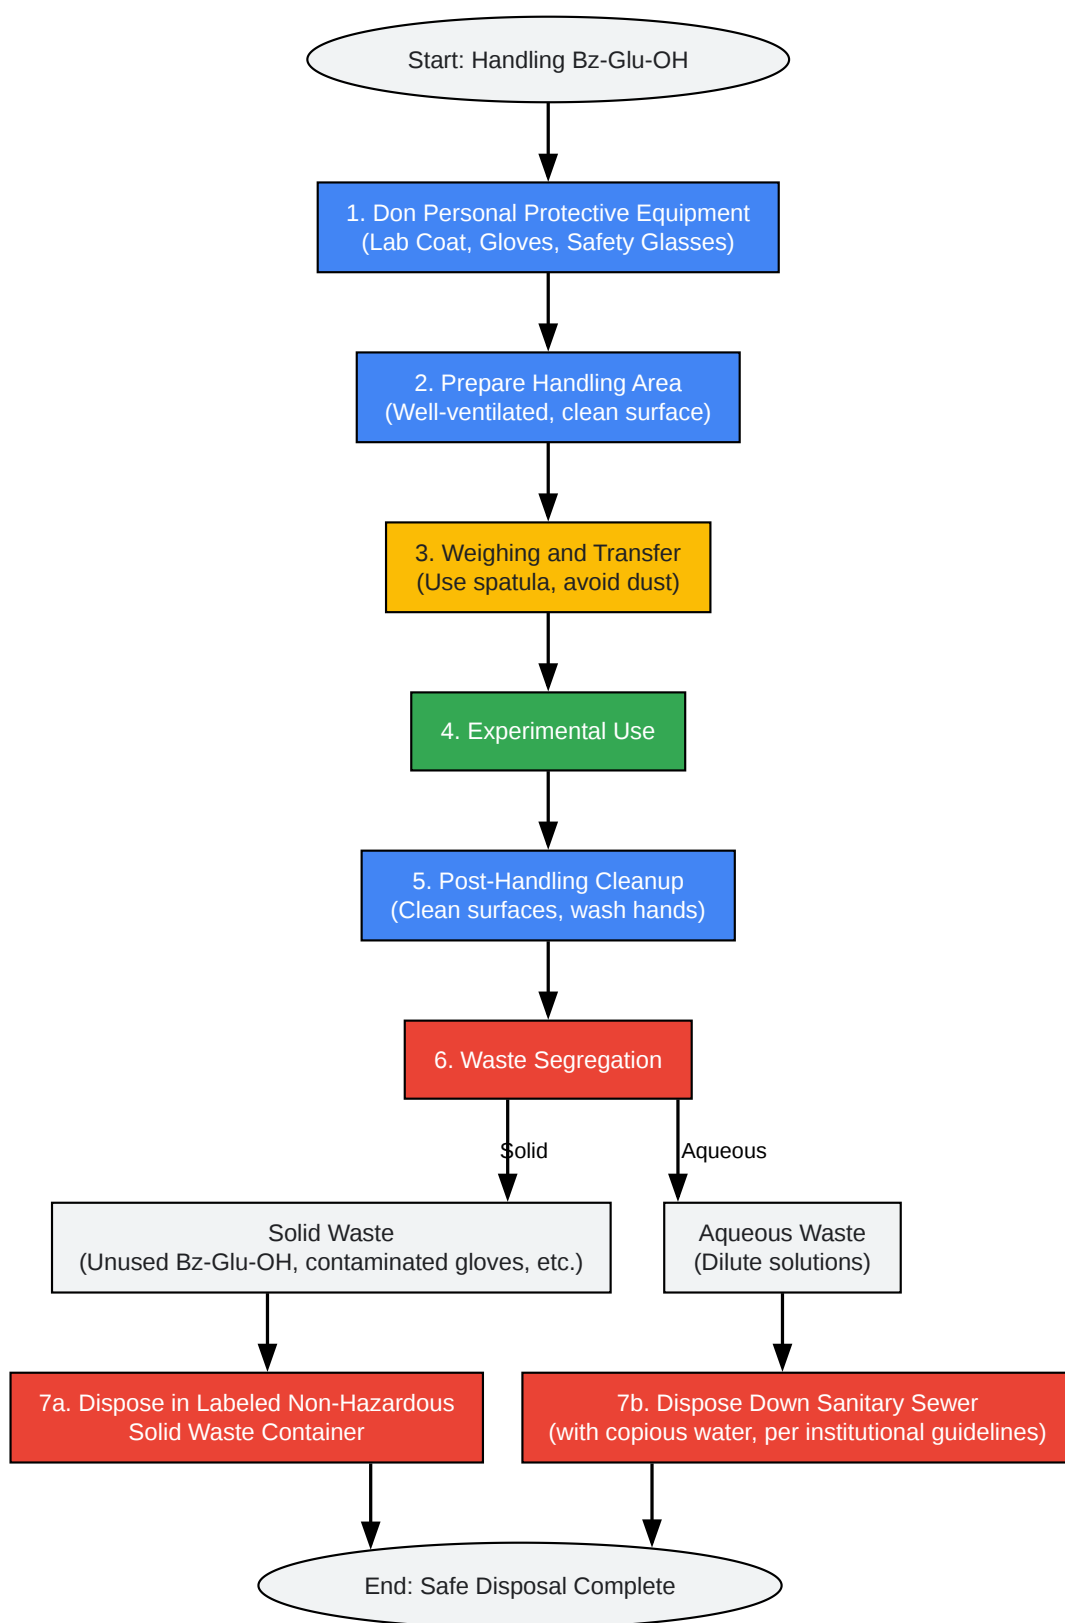 Start: Handling Bz-Glu-OH
1. Don Personal Protective Equipment
(Lab Coat, Gloves, Safety Glasses)
2. Prepare Handling Area
(Well-ventilated, clean surface)
3. Weighing and Transfer
(Use spatula, avoid dust)
4. Experimental Use
5. Post-Handling Cleanup
(Clean surfaces, wash hands)
6. Waste Segregation
Solid
Aqueous
Solid Waste
(Unused Bz-Glu-OH, contaminated gloves, etc.)
Aqueous Waste
(Dilute solutions)
7a. Dispose in Labeled Non-Hazardous
Solid Waste Container
7b. Dispose Down Sanitary Sewer
(with copious water, per institutional guidelines)
End: Safe Disposal Complete